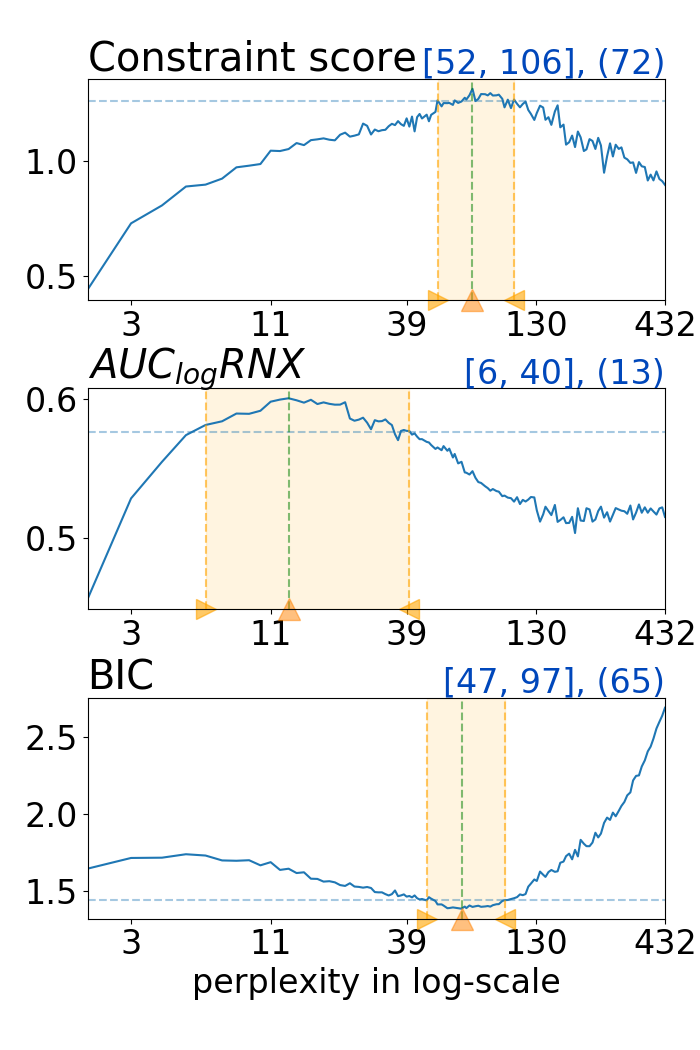 Constraint score [52, 106], (72)
1.0
0.5
3 11 39 130 432
AUC_logRNX [6, 40], (13)
0.6
0.5
3 11 39 130 432
BIC [47, 97], (65)
2.5
2.0
1.5
3 11 39 130 432
perplexity in log-scale